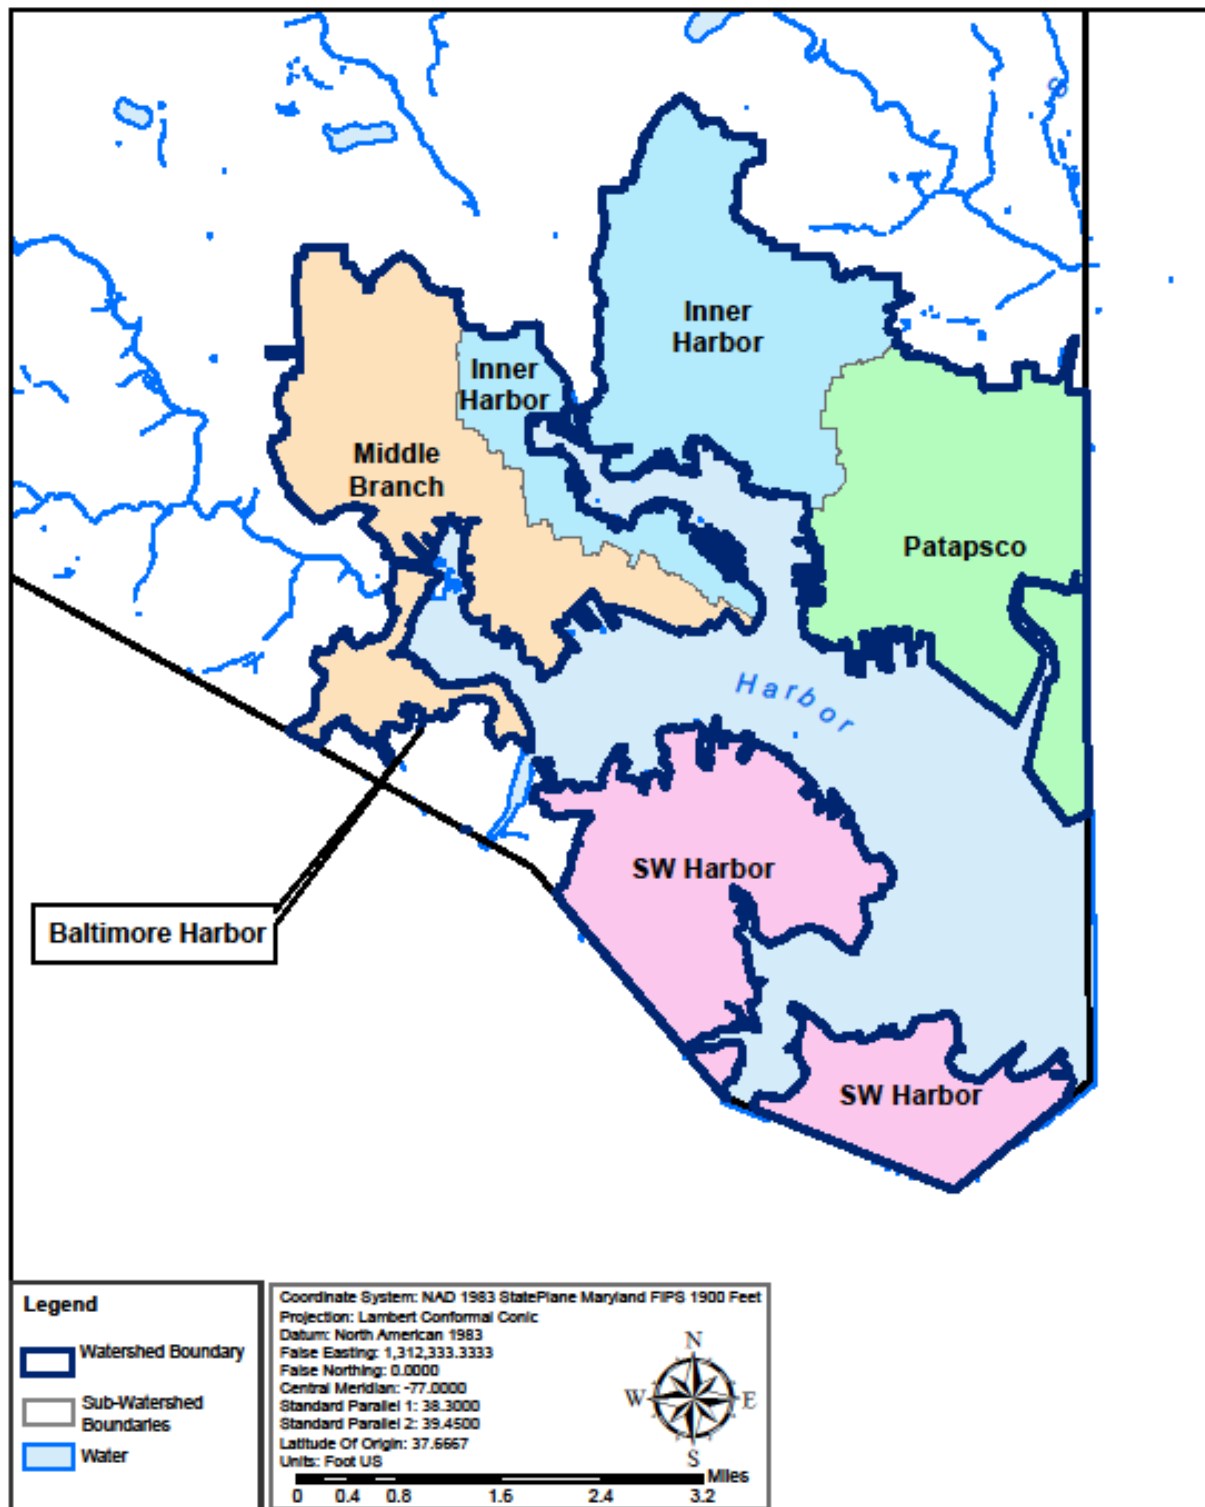 Inner
Harbor
Inner
Harbor
Middle
Branch
Patapsco
Harbor
SW Harbor
Baltimore Harbor
SW Harbor
Legend
Watershed Boundary
Sub-Watershed
Boundaries
Water
Coordinate System: NAD 1983 StatePlane Maryland FIPS 1900 Feet
Projection: Lambert Conformal Conic
Datum: North American 1983
False Easting: 1,312,333.3333
False Northing: 0.0000
Central Meridian: -77.0000
Standard Parallel 1: 38.3000
Standard Parallel 2: 39.4500
Latitude Of Origin: 37.6667
Units: Foot US
N
W E
S
Miles
0 0.4 0.8 1.6 2.4 3.2